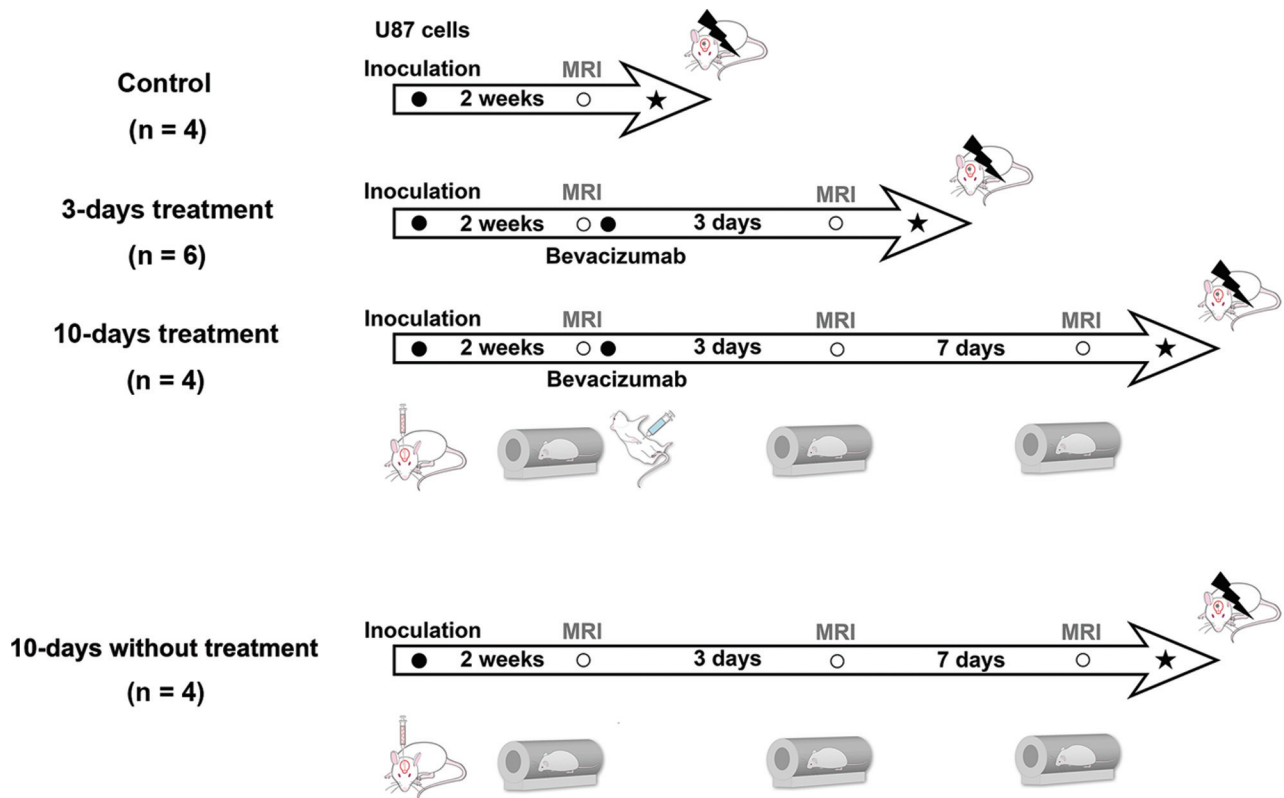 U87 cells
Control
(n = 4)
Inoculation
MRI
2 weeks
3-days treatment
(n = 6)
Inoculation
MRI
MRI
2 weeks
3 days
Bevacizumab
10-days treatment
(n = 4)
Inoculation
MRI
MRI
MRI
2 weeks
3 days
7 days
Bevacizumab
10-days without treatment
(n = 4)
Inoculation
MRI
MRI
MRI
2 weeks
3 days
7 days